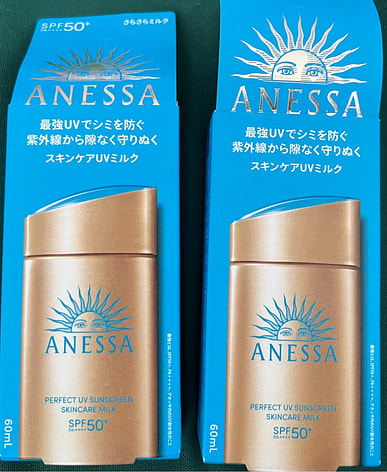 SPF50+
PA++++
さらさらミルク
ANESSA
最強UVでシミを防ぐ
紫外線から隙なく守りぬく
スキンケアUVミルク
ANESSA
PERFECT UV SUNSCREEN
SKINCARE MILK
SPF50+
PA++++
60mL
ANESSA
最強UVでシミを防ぐ
紫外線から隙なく守りぬく
スキンケアUVミルク
ANESSA
PERFECT UV SUNSCREEN
SKINCARE MILK
SPF50+
PA++++
60mL